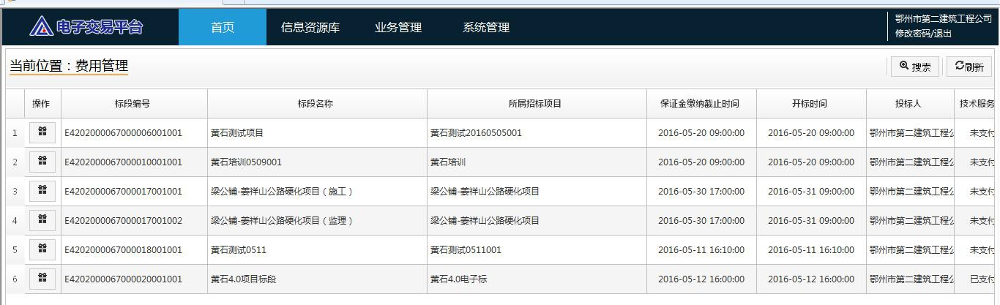 电子交易平台 首页 信息资源库 业务管理 系统管理 鄂州市第二建筑工程公司
修改密码/退出
当前位置：费用管理 搜索 刷新
操作 标段编号 标段名称 所属招标项目 保证金缴纳截止时间 开标时间 投标人 技术服务
1 E4202000067000006001001 黄石测试项目 黄石测试20160505001 2016-05-20 09:00:00 2016-05-20 09:00:00 鄂州市第二建筑工程公 未支付
2 E4202000067000010001001 黄石培训0509001 黄石培训 2016-05-20 09:00:00 2016-05-20 09:00:00 鄂州市第二建筑工程公 未支付
3 E4202000067000017001001 梁公铺-姜祥山公路硬化项目（施工） 梁公铺-姜祥山公路硬化项目 2016-05-30 17:00:00 2016-05-31 09:00:00 鄂州市第二建筑工程公 未支付
4 E4202000067000017001002 梁公铺-姜祥山公路硬化项目（监理） 梁公铺-姜祥山公路硬化项目 2016-05-30 17:00:00 2016-05-31 09:00:00 鄂州市第二建筑工程公 未支付
5 E4202000067000018001001 黄石测试0511 黄石测试0511001 2016-05-11 16:10:00 2016-05-11 16:10:00 鄂州市第二建筑工程公 未支付
6 E4202000067000020001001 黄石4.0项目标段 黄石4.0电子标 2016-05-12 16:00:00 2016-05-12 16:00:00 鄂州市第二建筑工程公 已支付